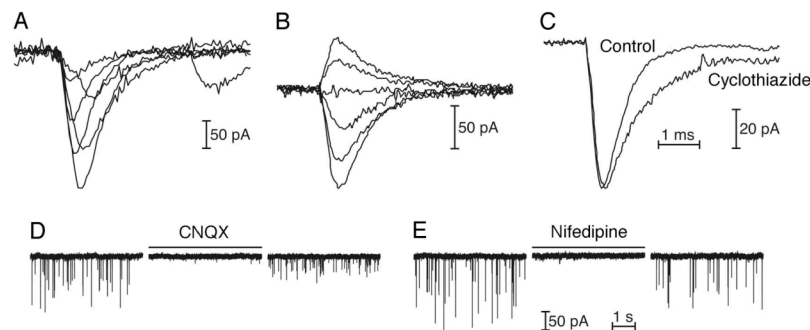 A
B
C
Control
Cyclothiazide
50 pA
50 pA
1 ms
20 pA
D
CNQX
E
Nifedipine
50 pA
1 s